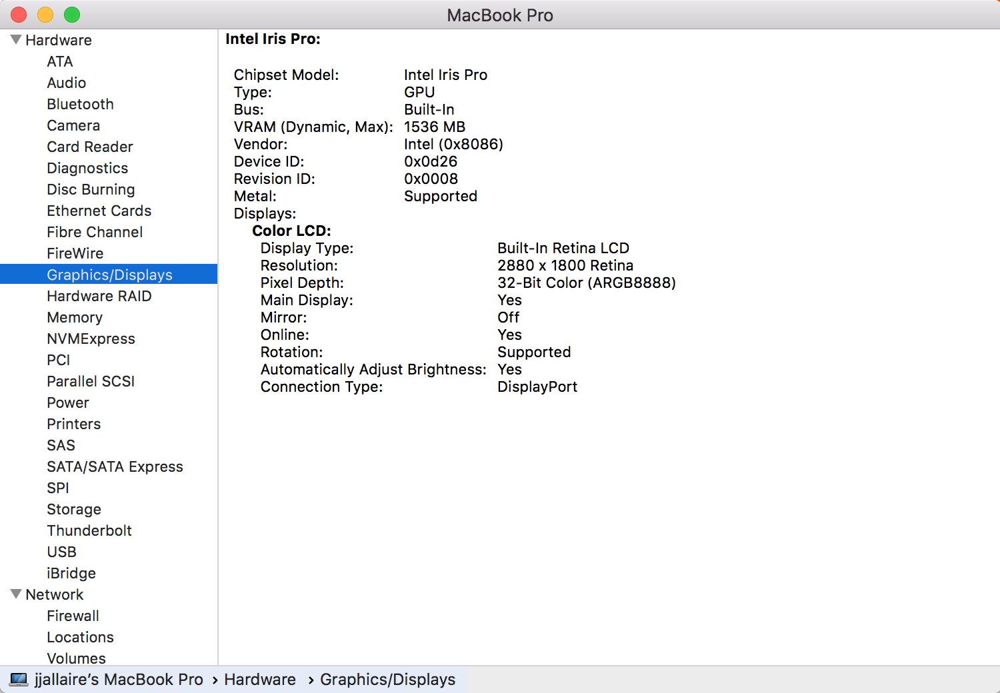 MacBook Pro
Hardware
ATA
Audio
Bluetooth
Camera
Card Reader
Diagnostics
Disc Burning
Ethernet Cards
Fibre Channel
FireWire
Graphics/Displays
Hardware RAID
Memory
NVMExpress
PCI
Parallel SCSI
Power
Printers
SAS
SATA/SATA Express
SPI
Storage
Thunderbolt
USB
iBridge
Network
Firewall
Locations
Volumes
Intel Iris Pro:
Chipset Model: Intel Iris Pro
Type: GPU
Bus: Built-In
VRAM (Dynamic, Max): 1536 MB
Vendor: Intel (0x8086)
Device ID: 0x0d26
Revision ID: 0x0008
Metal: Supported
Displays:
Color LCD:
Display Type: Built-In Retina LCD
Resolution: 2880 x 1800 Retina
Pixel Depth: 32-Bit Color (ARGB8888)
Main Display: Yes
Mirror: Off
Online: Yes
Rotation: Supported
Automatically Adjust Brightness: Yes
Connection Type: DisplayPort
jjallaire’s MacBook Pro › Hardware › Graphics/Displays